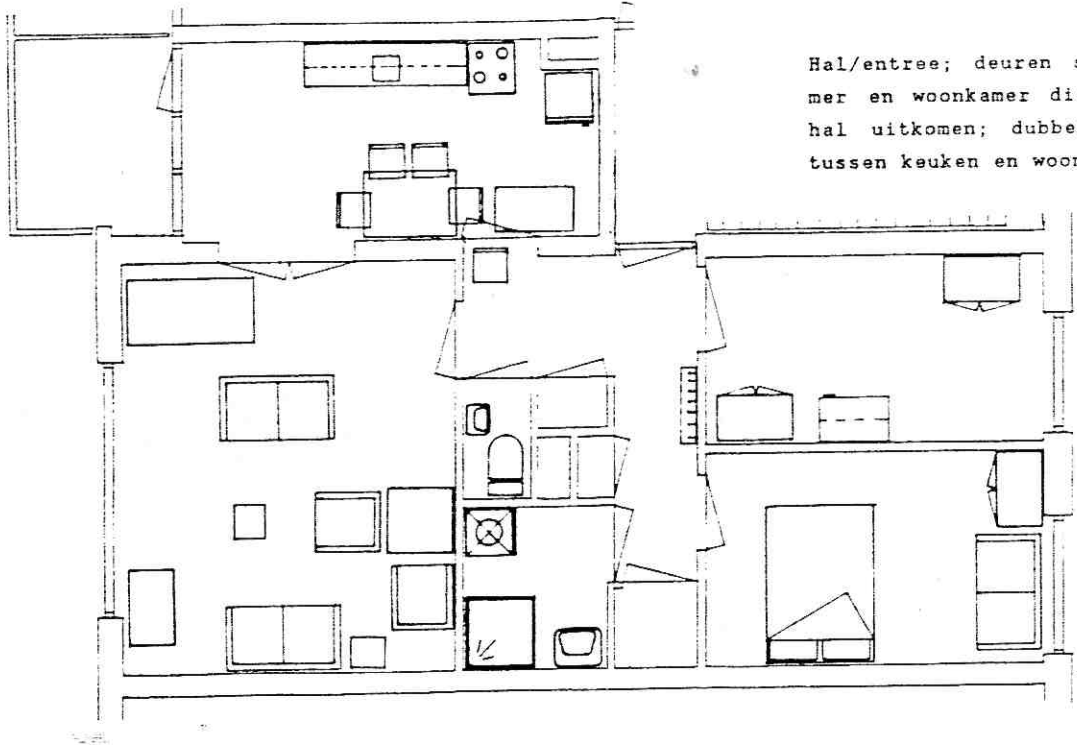 Hal/entree; deuren s
mer en woonkamer di
hal uitkomen; dubbe
tussen keuken en woon